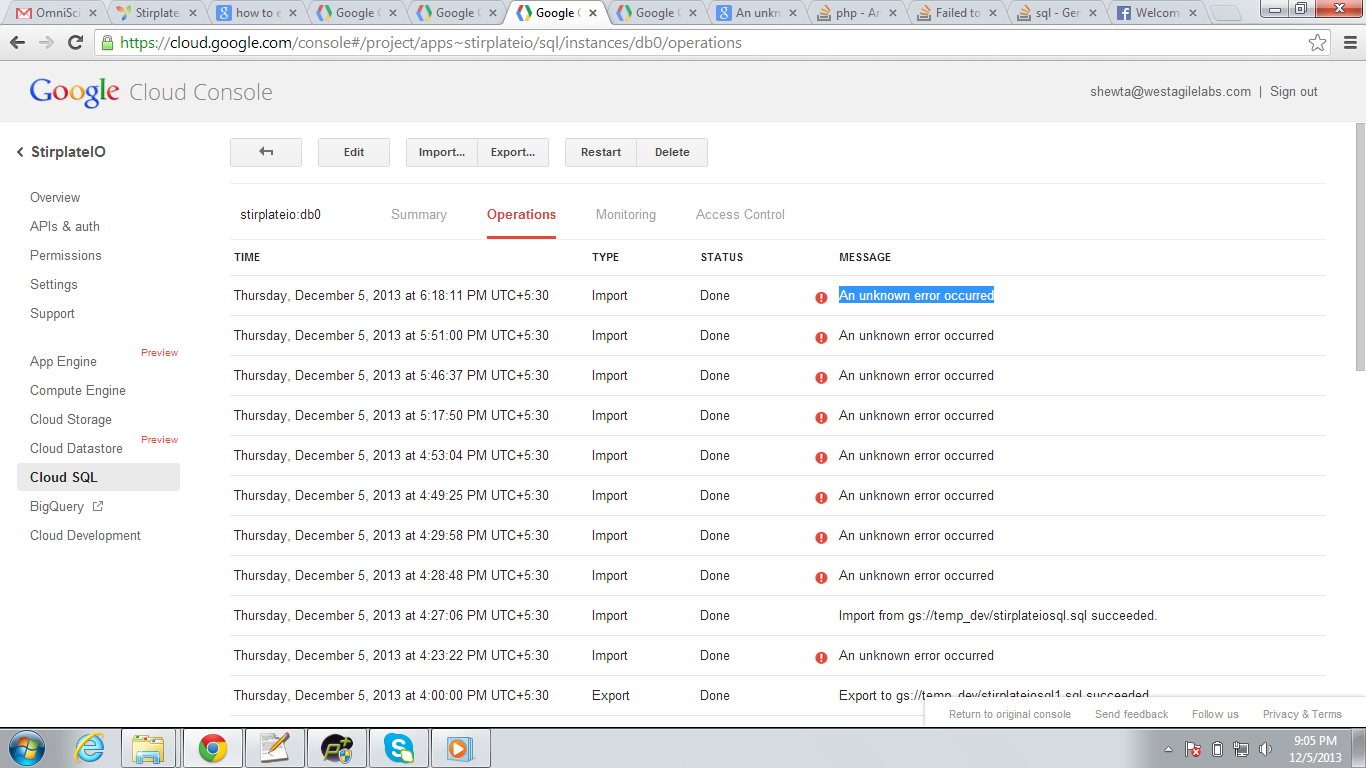 OmniSci
Stirplate.
how to e
Google C
Google C
Google C
Google C
An unkn
php - Ar
Failed to
sql - Ger
Welcom
https://cloud.google.com/console#/project/apps~stirplateio/sql/instances/db0/operations
Google Cloud Console
shewta@westagilelabs.com | Sign out
StirplateIO
Edit
Import...
Export...
Restart
Delete
Overview
APIs & auth
Permissions
Settings
Support
App Engine
Preview
Compute Engine
Cloud Storage
Cloud Datastore
Preview
Cloud SQL
BigQuery
Cloud Development
stirplateio:db0 Summary Operations Monitoring Access Control
TIME TYPE STATUS MESSAGE
Thursday, December 5, 2013 at 6:18:11 PM UTC+5:30 Import Done An unknown error occurred
Thursday, December 5, 2013 at 5:51:00 PM UTC+5:30 Import Done An unknown error occurred
Thursday, December 5, 2013 at 5:46:37 PM UTC+5:30 Import Done An unknown error occurred
Thursday, December 5, 2013 at 5:17:50 PM UTC+5:30 Import Done An unknown error occurred
Thursday, December 5, 2013 at 4:53:04 PM UTC+5:30 Import Done An unknown error occurred
Thursday, December 5, 2013 at 4:49:25 PM UTC+5:30 Import Done An unknown error occurred
Thursday, December 5, 2013 at 4:29:58 PM UTC+5:30 Import Done An unknown error occurred
Thursday, December 5, 2013 at 4:28:48 PM UTC+5:30 Import Done An unknown error occurred
Thursday, December 5, 2013 at 4:27:06 PM UTC+5:30 Import Done Import from gs://temp_dev/stirplateiosql.sql succeeded.
Thursday, December 5, 2013 at 4:23:22 PM UTC+5:30 Import Done An unknown error occurred
Thursday, December 5, 2013 at 4:00:00 PM UTC+5:30 Export Done Export to gs://temp_dev/stirplateiosql1.sql succeeded
Return to original console Send feedback Follow us Privacy & Terms
9:05 PM
12/5/2013